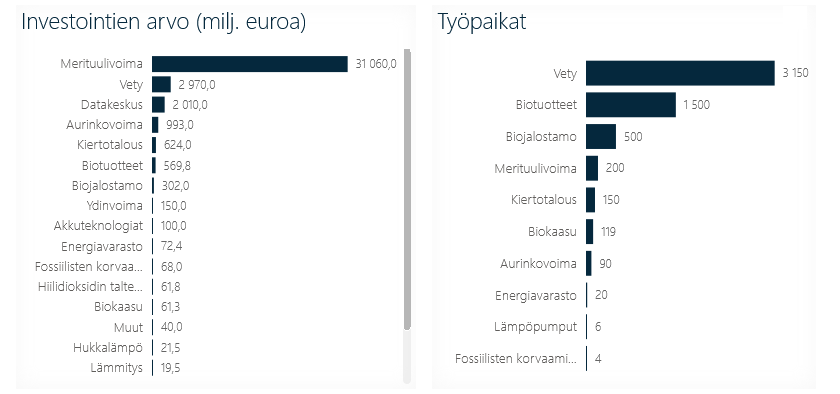 Investointien arvo (milj. euroa)
Merituulivoima 31 060,0
Vety 2 970,0
Datakeskus 2 010,0
Aurinkovoima 993,0
Kiertotalous 624,0
Biotuotteet 569,8
Biojalostamo 302,0
Ydinvoima 150,0
Akkuteknologiat 100,0
Energiavarasto 72,4
Fossiilisten korvaa... 68,0
Hiilidioksidin talte... 61,8
Biokaasu 61,3
Muut 40,0
Hukkalämpö 21,5
Lämmitys 19,5
Työpaikat
Vety 3 150
Biotuotteet 1 500
Biojalostamo 500
Merituulivoima 200
Kiertotalous 150
Biokaasu 119
Aurinkovoima 90
Energiavarasto 20
Lämpöpumput 6
Fossiilisten korvaami... 4